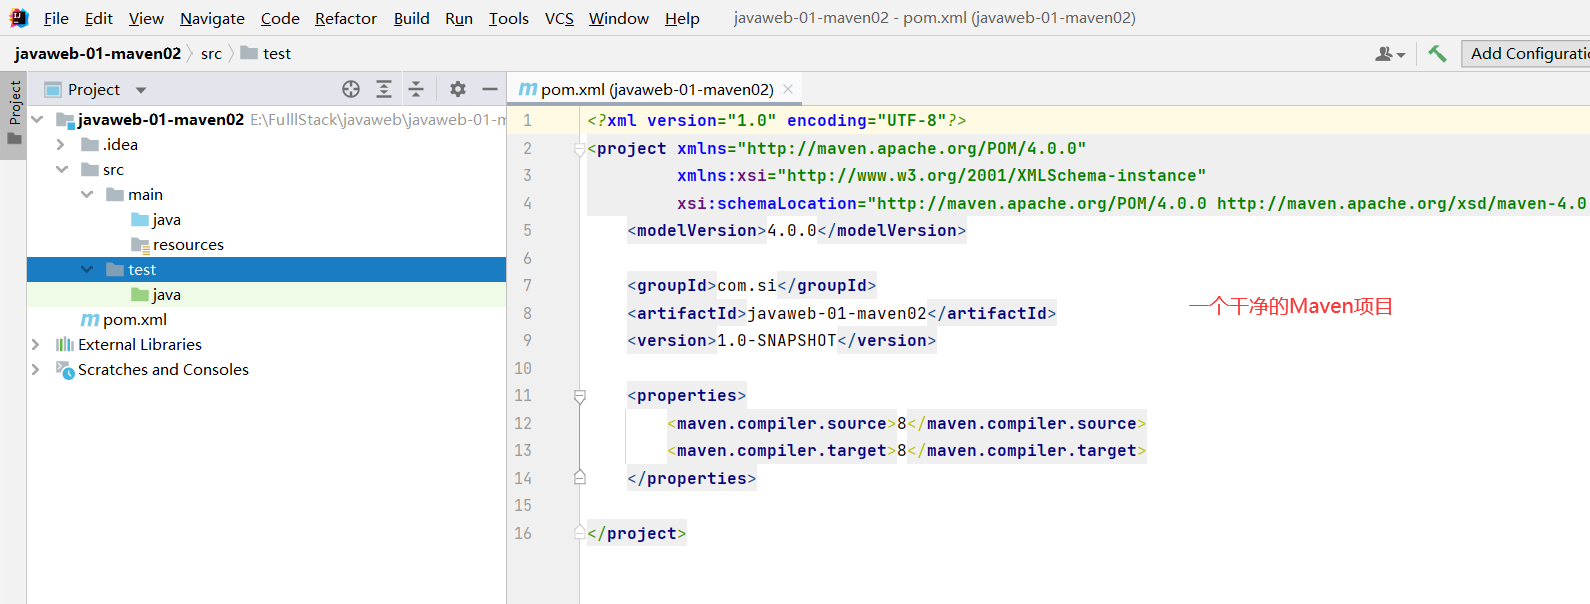 File Edit View Navigate Code Refactor Build Run Tools VCS Window Help javaweb-01-maven02 - pom.xml (javaweb-01-maven02)
javaweb-01-maven02 src test
Add Configuratio
Project
Project
pom.xml (javaweb-01-maven02)
javaweb-01-maven02 E:\FulllStack\javaweb\javaweb-01-m
.idea
src
main
java
resources
test
java
pom.xml
External Libraries
Scratches and Consoles
1 <?xml version="1.0" encoding="UTF-8"?>
2 <project xmlns="http://maven.apache.org/POM/4.0.0"
3 xmlns:xsi="http://www.w3.org/2001/XMLSchema-instance"
4 xsi:schemaLocation="http://maven.apache.org/POM/4.0.0 http://maven.apache.org/xsd/maven-4.0
5 <modelVersion>4.0.0</modelVersion>
6
7 <groupId>com.si</groupId>
8 <artifactId>javaweb-01-maven02</artifactId>
9 <version>1.0-SNAPSHOT</version>
10
11 <properties>
12 <maven.compiler.source>8</maven.compiler.source>
13 <maven.compiler.target>8</maven.compiler.target>
14 </properties>
15
16 </project>
一个干净的Maven项目